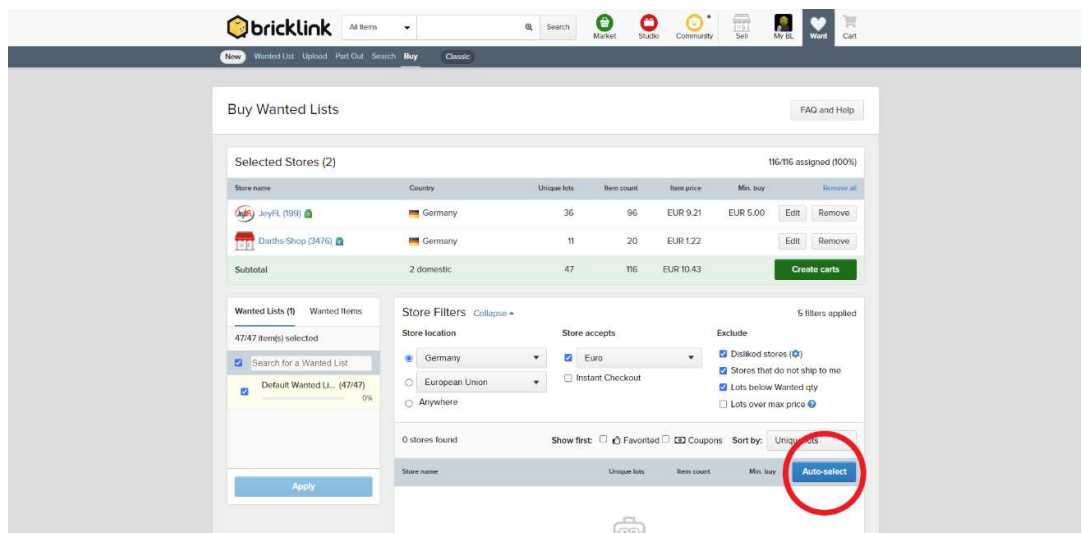 bricklink All Items Search Market Studio Community Sell My BL Want Cart
New Wanted List Upload Part Out Search Buy Classic
Buy Wanted Lists FAQ and Help
Selected Stores (2) 116/116 assigned (100%)
Store name Country Unique lots Item count Item price Min. buy Remove all
JeyFL (199) Germany 36 96 EUR 9.21 EUR 5.00 Edit Remove
Darths-Shop (3476) Germany 11 20 EUR 1.22 Edit Remove
Subtotal 2 domestic 47 116 EUR 10.43 Create carts
Wanted Lists (1) Wanted Items
47/47 item(s) selected
Search for a Wanted List
Default Wanted Li... (47/47)
0%
Apply
Store Filters Collapse 5 filters applied
Store location Store accepts Exclude
Germany Euro Disliked stores
European Union Instant Checkout Stores that do not ship to me
Anywhere Lots below Wanted qty
Lots over max price
0 stores found Show first: Favorited Coupons Sort by: Unique lots
Store name Unique lots Item count Min. buy Auto-select